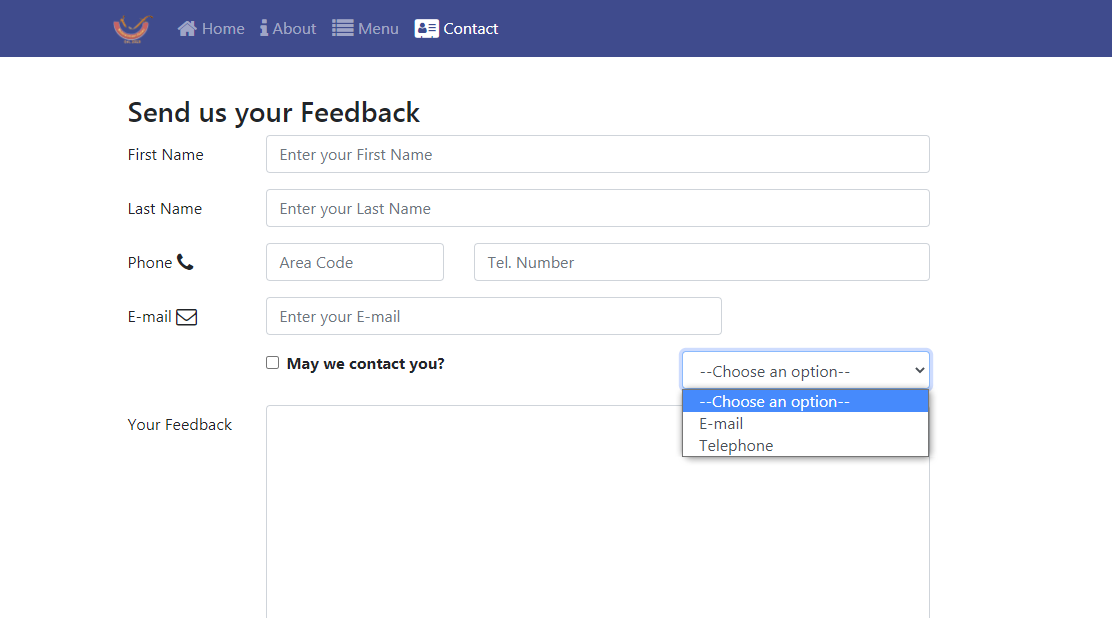 Home About Menu Contact
Send us your Feedback
First Name Enter your First Name
Last Name Enter your Last Name
Phone Area Code Tel. Number
E-mail Enter your E-mail
May we contact you? --Choose an option--
--Choose an option--
E-mail
Your Feedback
Telephone